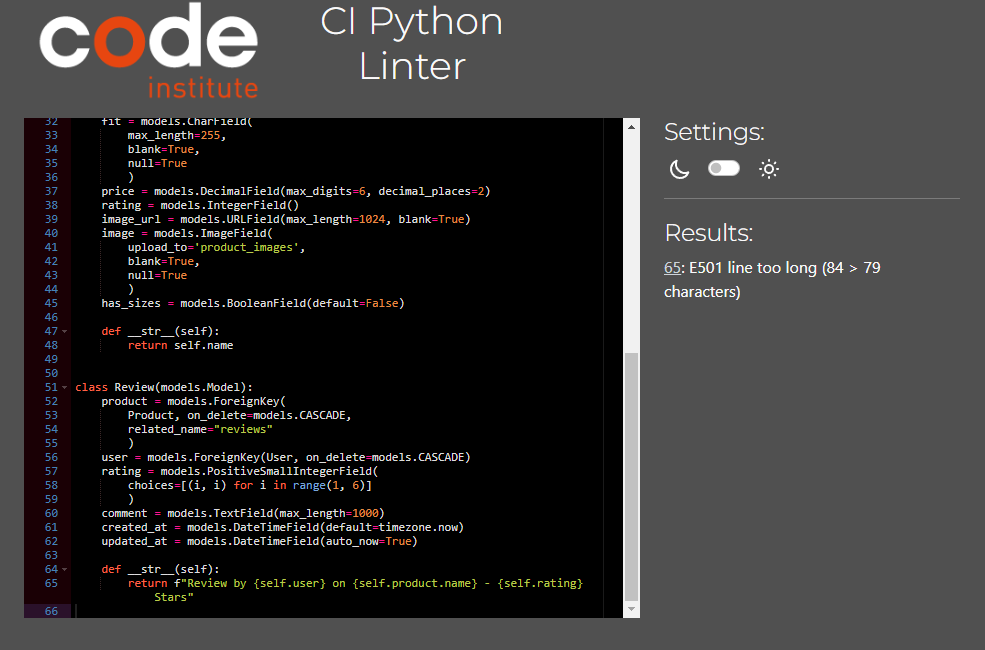 code
institute
CI Python
Linter
32 fit = models.CharField(
33 max_length=255,
34 blank=True,
35 null=True
36 )
37 price = models.DecimalField(max_digits=6, decimal_places=2)
38 rating = models.IntegerField()
39 image_url = models.URLField(max_length=1024, blank=True)
40 image = models.ImageField(
41 upload_to='product_images',
42 blank=True,
43 null=True
44 )
45 has_sizes = models.BooleanField(default=False)
46
47 def __str__(self):
48 return self.name
49
50
51 class Review(models.Model):
52 product = models.ForeignKey(
53 Product, on_delete=models.CASCADE,
54 related_name="reviews"
55 )
56 user = models.ForeignKey(User, on_delete=models.CASCADE)
57 rating = models.PositiveSmallIntegerField(
58 choices=[(i, i) for i in range(1, 6)]
59 )
60 comment = models.TextField(max_length=1000)
61 created_at = models.DateTimeField(default=timezone.now)
62 updated_at = models.DateTimeField(auto_now=True)
63
64 def __str__(self):
65 return f"Review by {self.user} on {self.product.name} - {self.rating}
Stars"
66
Settings:
Results:
65: E501 line too long (84 > 79
characters)